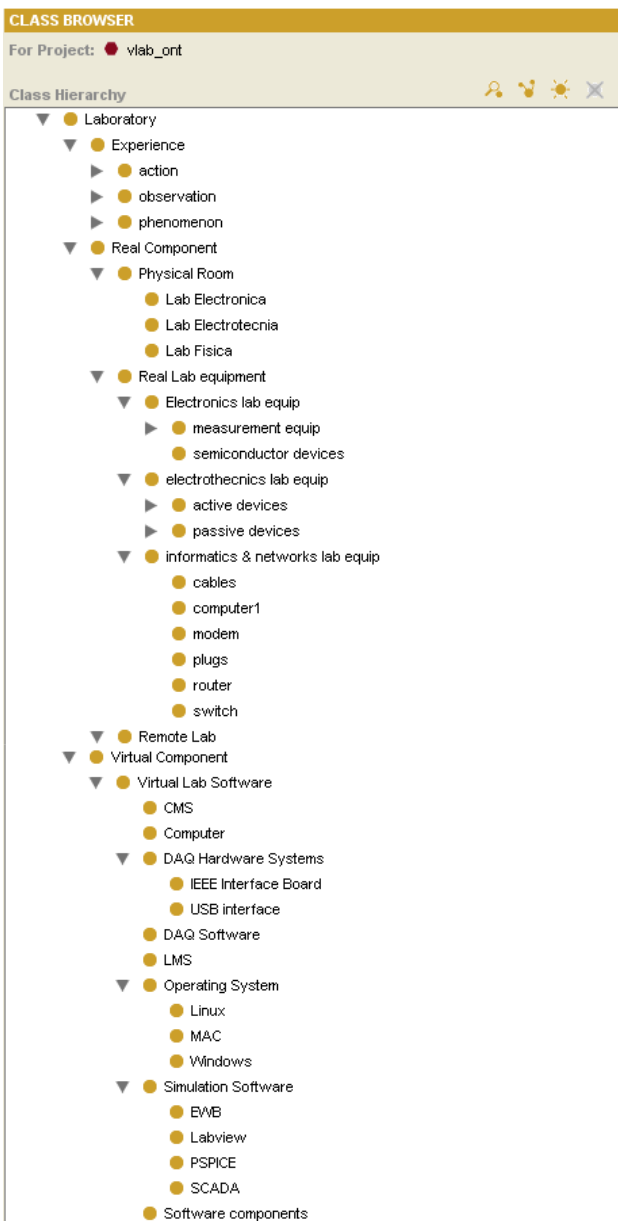 CLASS BROWSER
For Project: vlab_ont
Class Hierarchy
Laboratory
Experience
action
observation
phenomenon
Real Component
Physical Room
Lab Electronica
Lab Electrotecnia
Lab Fisica
Real Lab equipment
Electronics lab equip
measurement equip
semiconductor devices
electrothecnics lab equip
active devices
passive devices
informatics & networks lab equip
cables
computer1
modem
plugs
router
switch
Remote Lab
Virtual Component
Virtual Lab Software
CMS
Computer
DAQ Hardware Systems
IEEE Interface Board
USB interface
DAQ Software
LMS
Operating System
Linux
MAC
Windows
Simulation Software
EWB
Labview
PSPICE
SCADA
Software components